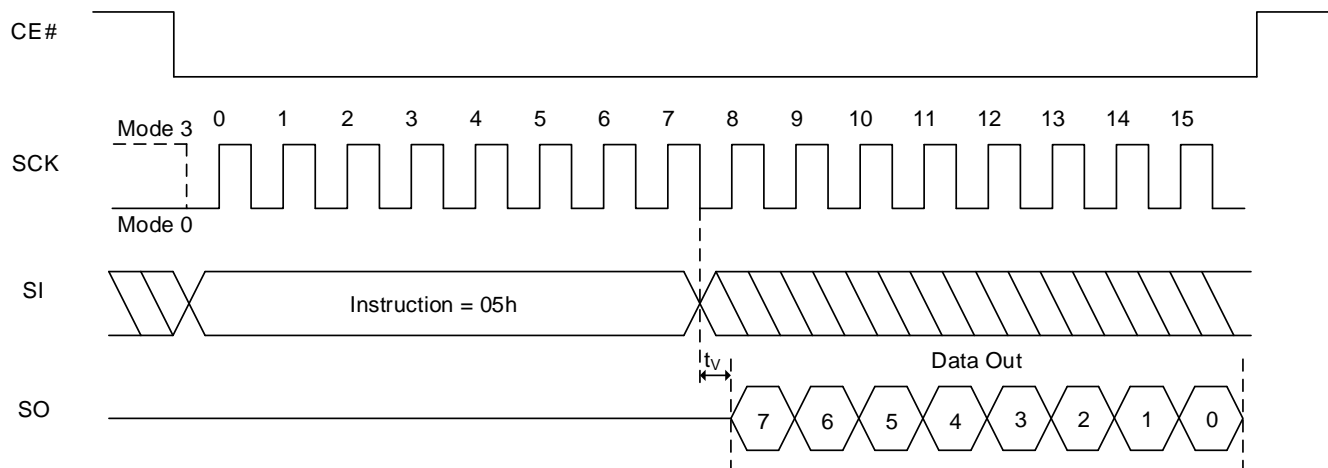 CE#
0 1 2 3 4 5 6 7 8 9 10 11 12 13 14 15
Mode 3
SCK
Mode 0
SI
Instruction = 05h
tV
Data Out
SO
7 6 5 4 3 2 1 0